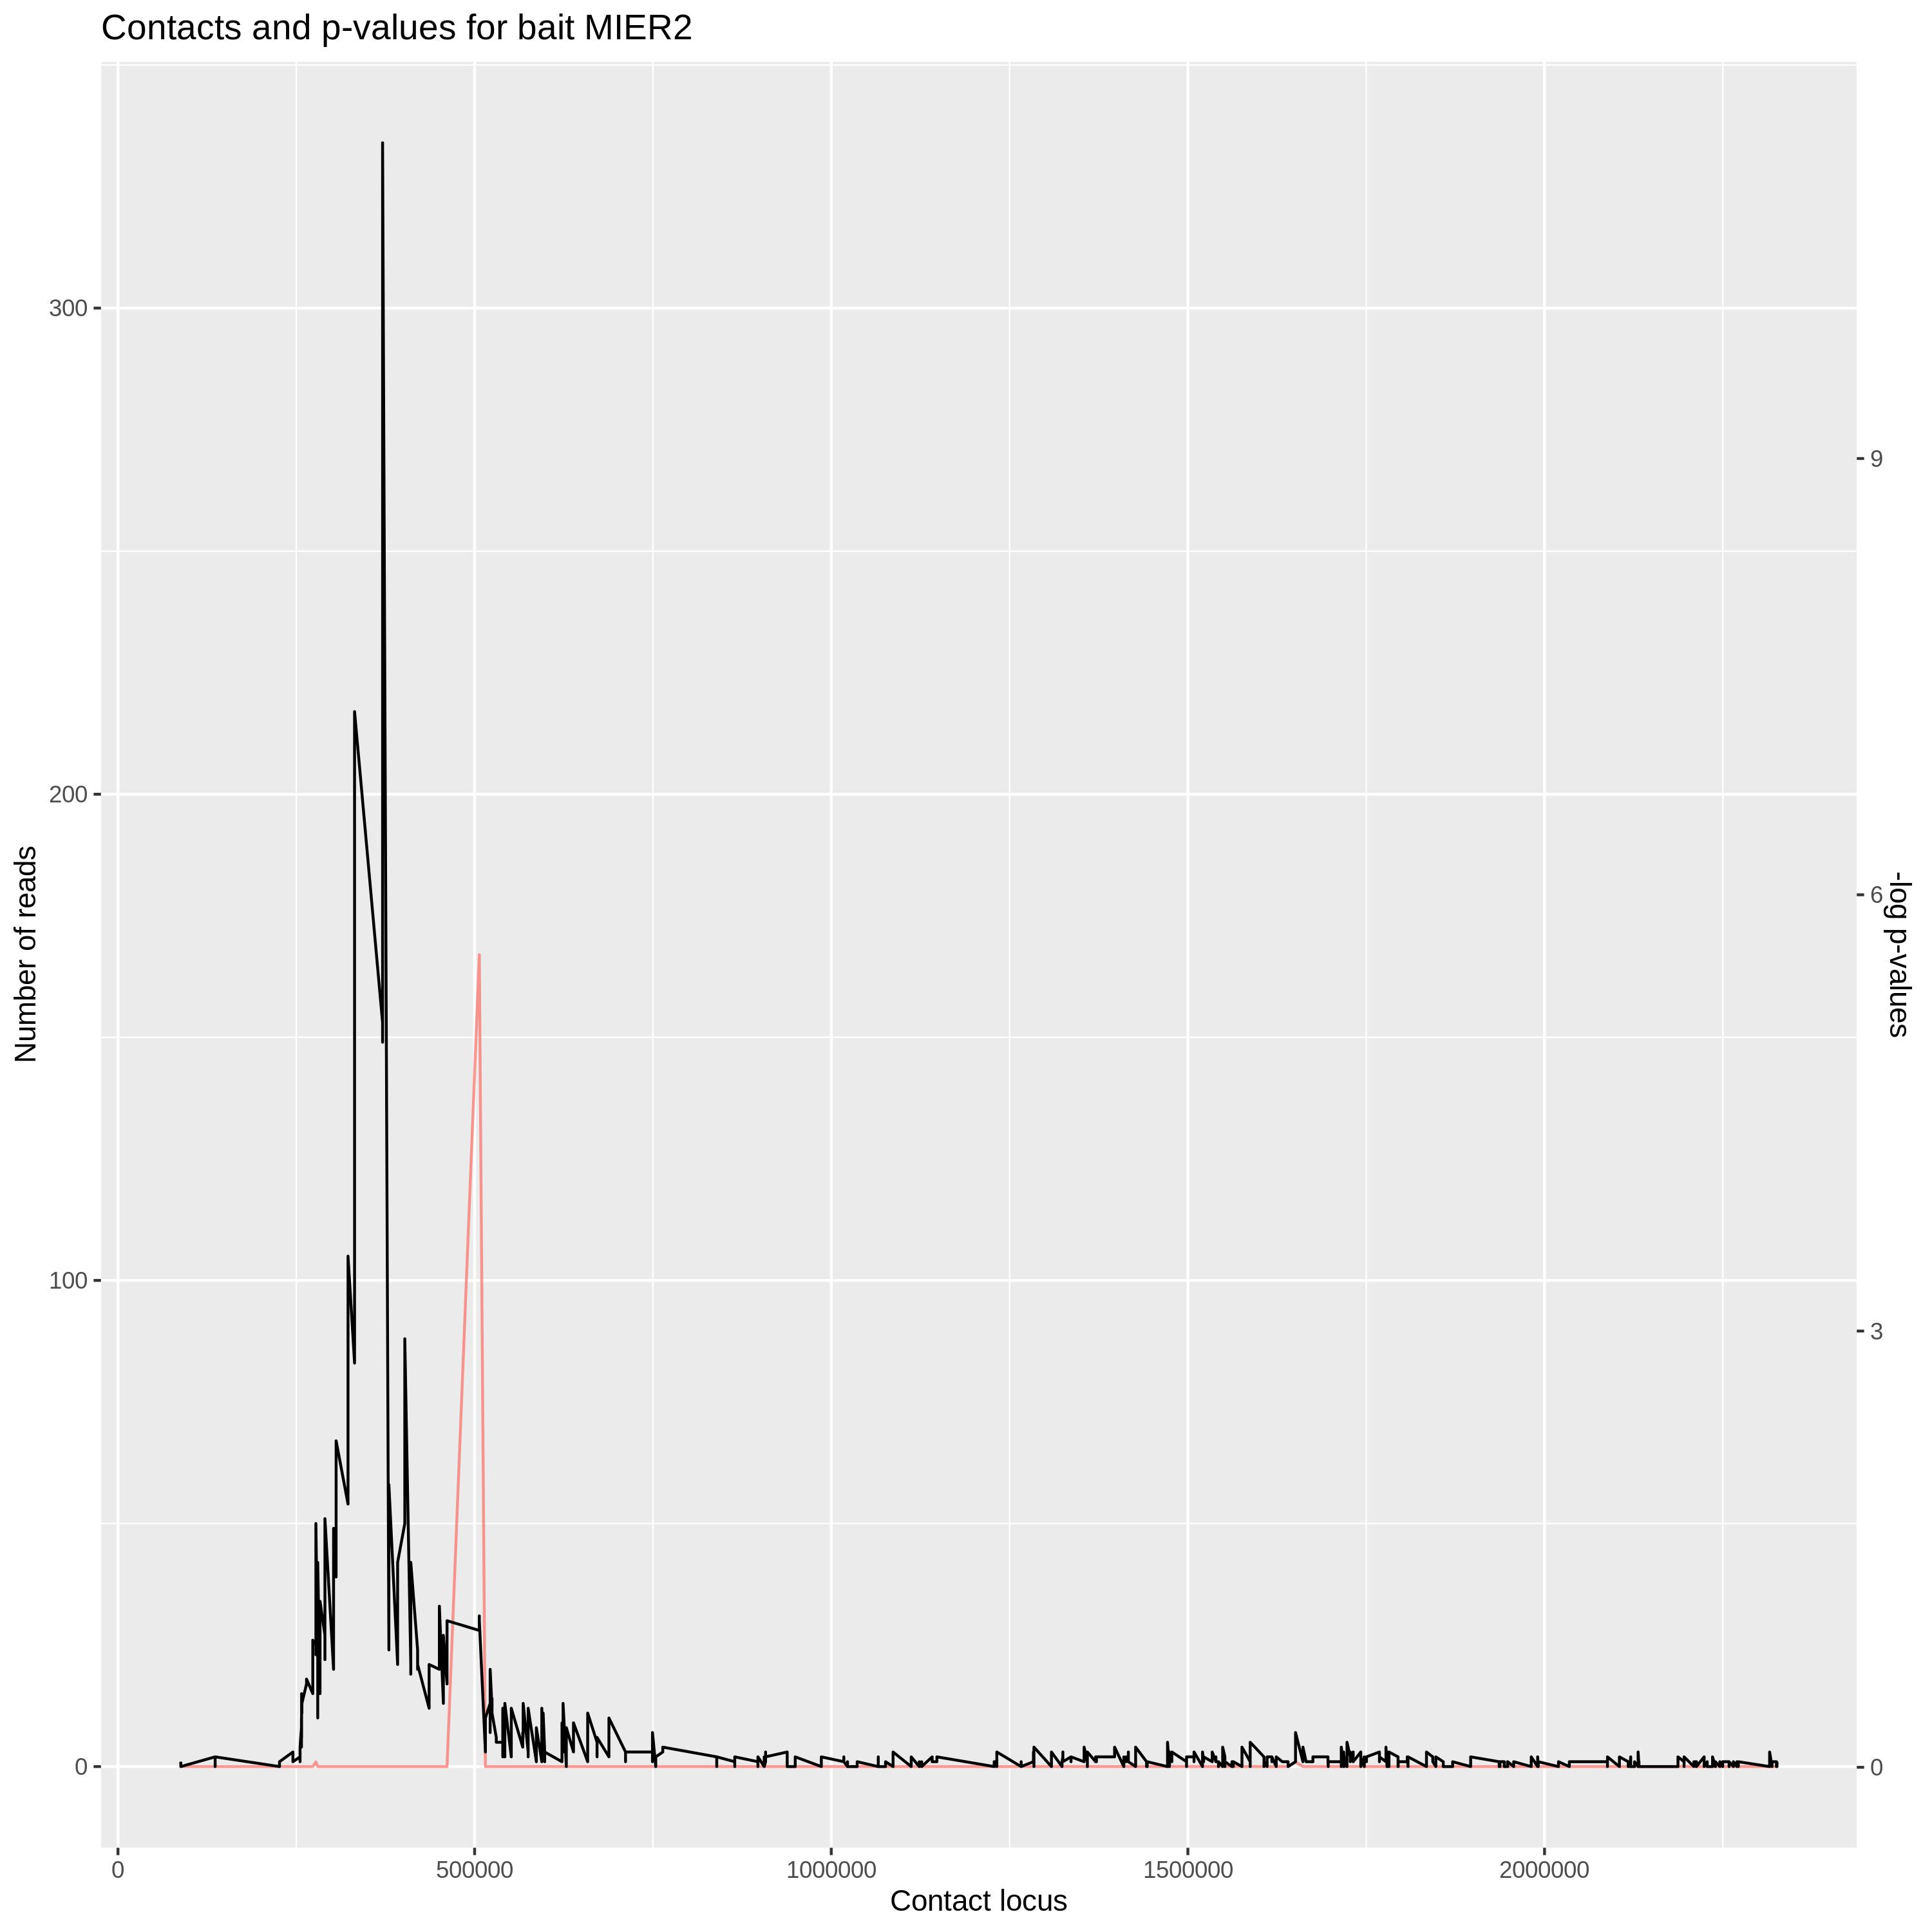 Contacts and p-values for bait MIER2
Number of reads
300
200
100
0
9
6
3
0
-log p-values
0 500000 1000000 1500000 2000000
Contact locus